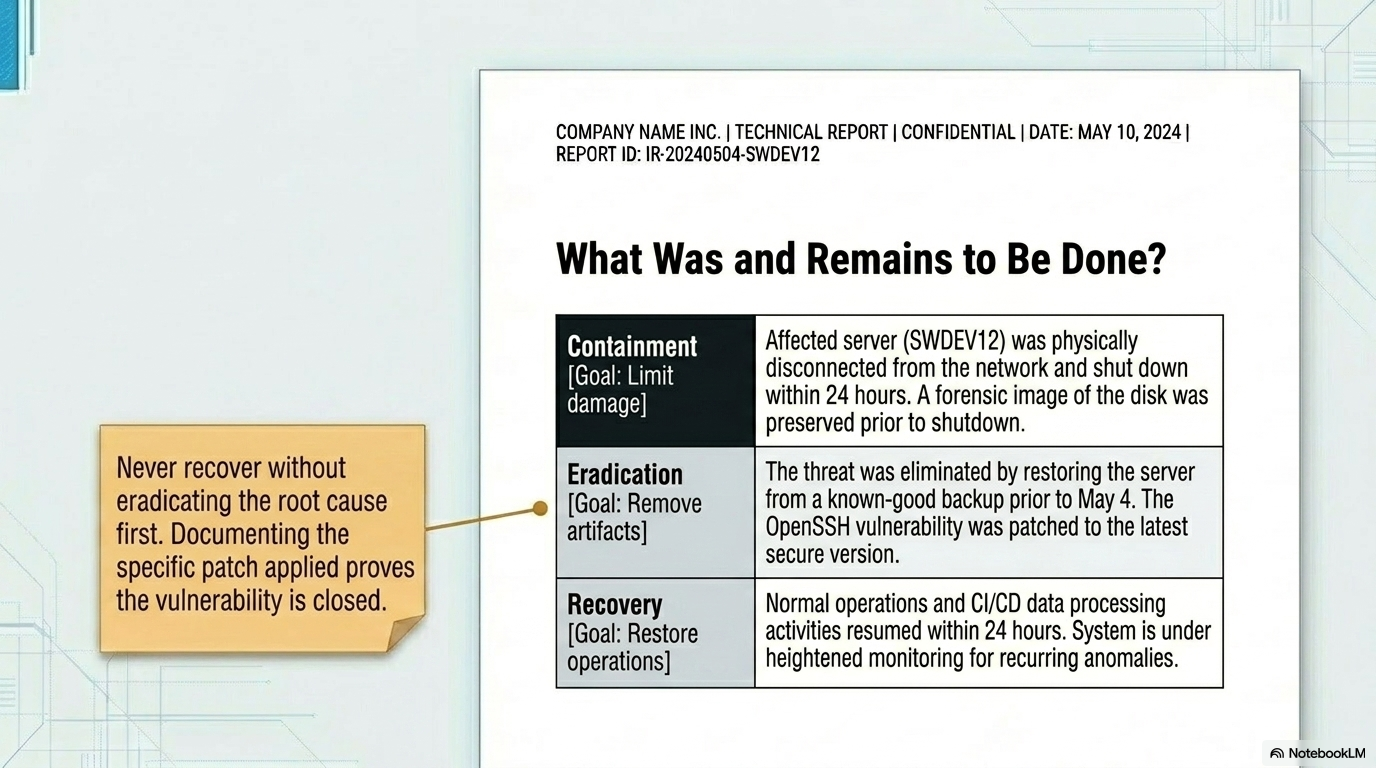 COMPANY NAME INC. | TECHNICAL REPORT | CONFIDENTIAL | DATE: MAY 10, 2024 |
REPORT ID: IR-20240504-SWDEV12
What Was and Remains to Be Done?
Containment
[Goal: Limit
damage]
Affected server (SWDEV12) was physically
disconnected from the network and shut down
within 24 hours. A forensic image of the disk was
preserved prior to shutdown.
Never recover without
eradicating the root cause
first. Documenting the
specific patch applied proves
the vulnerability is closed.
Eradication
[Goal: Remove
artifacts]
The threat was eliminated by restoring the server
from a known-good backup prior to May 4. The
OpenSSH vulnerability was patched to the latest
secure version.
Recovery
[Goal: Restore
operations]
Normal operations and CI/CD data processing
activities resumed within 24 hours. System is under
heightened monitoring for recurring anomalies.
NotebookLM